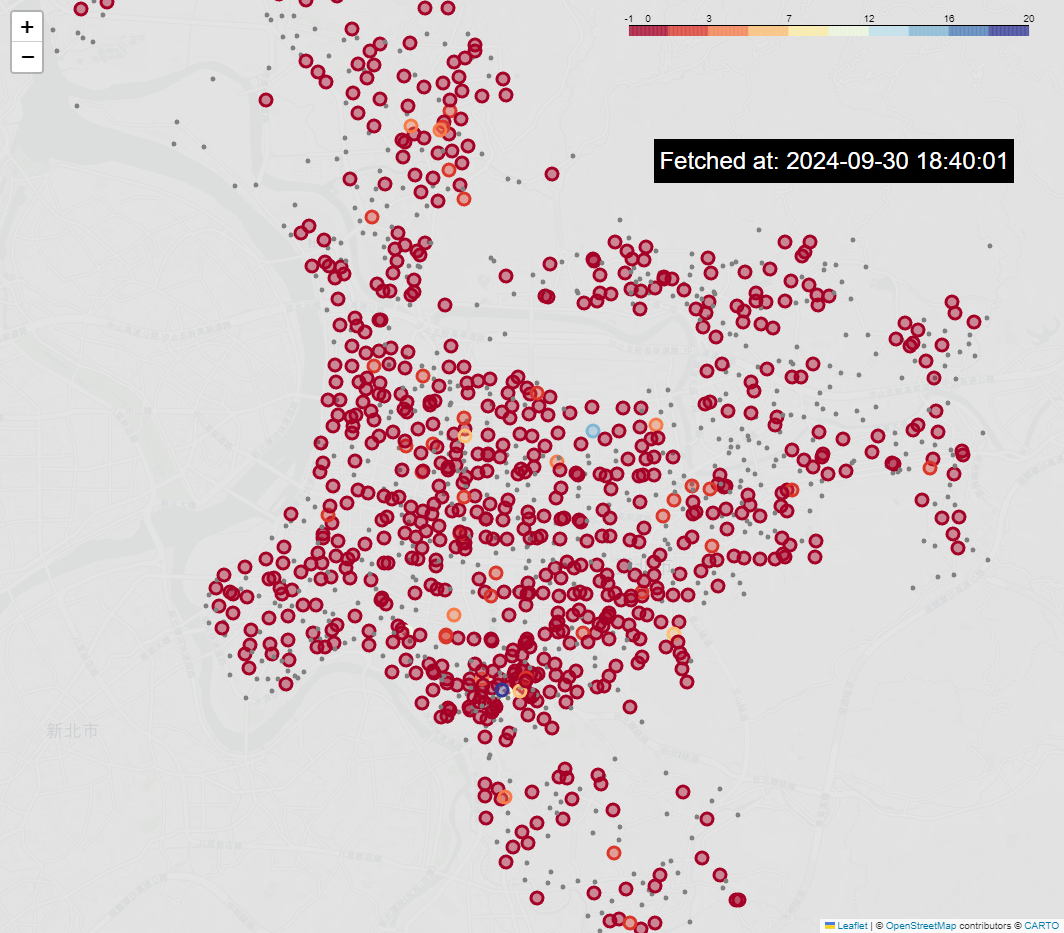 +
−
-1 0 3 7 12 16 20
Fetched at: 2024-09-30 18:40:01
新北市
Leaflet | © OpenStreetMap contributors © CARTO